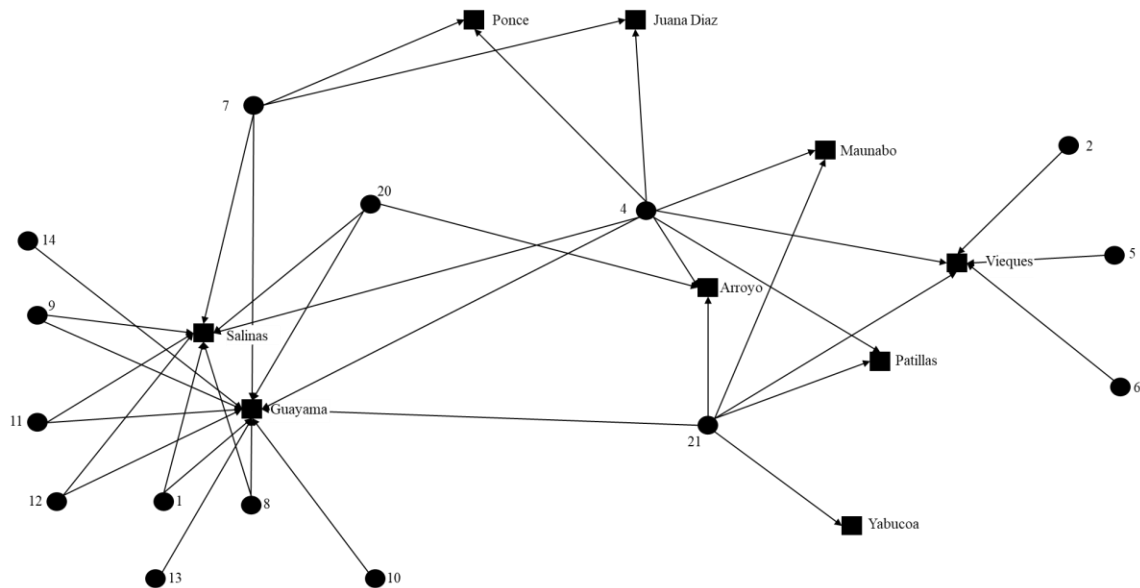 Ponce
Juana Diaz
7
Maunabo
2
20
4
14
5
Vieques
Arroyo
9
Salinas
Patillas
6
Guayama
11
21
12
1
8
Yabucoa
13
10